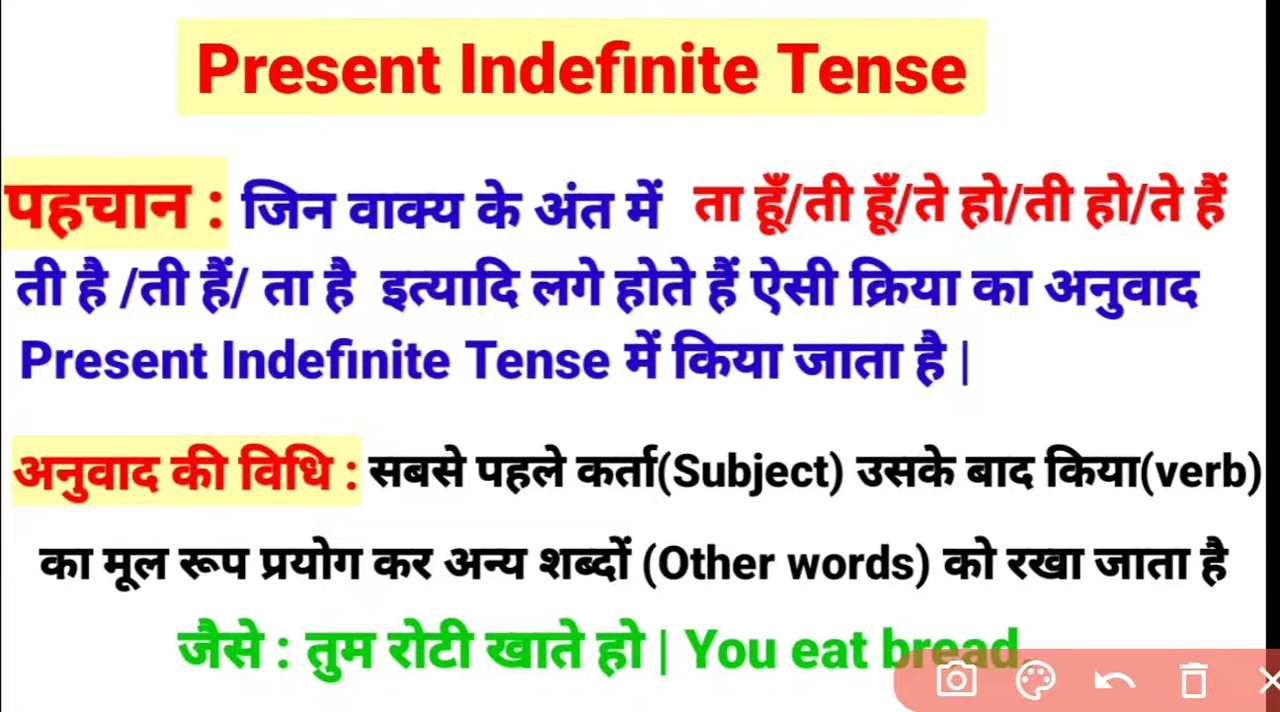 Present Indefinite Tense
पहचान : जिन वाक्य के अंत में ता हूँ/ती हूँ/ते हो/ती हो/ते हैं
ती है /ती हैं/ ता है इत्यादि लगे होते हैं ऐसी क्रिया का अनुवाद
Present Indefinite Tense में किया जाता है |
अनुवाद की विधि : सबसे पहले कर्ता(Subject) उसके बाद किया(verb)
का मूल रूप प्रयोग कर अन्य शब्दों (Other words) को रखा जाता है
जैसे : तुम रोटी खाते हो | You eat bread